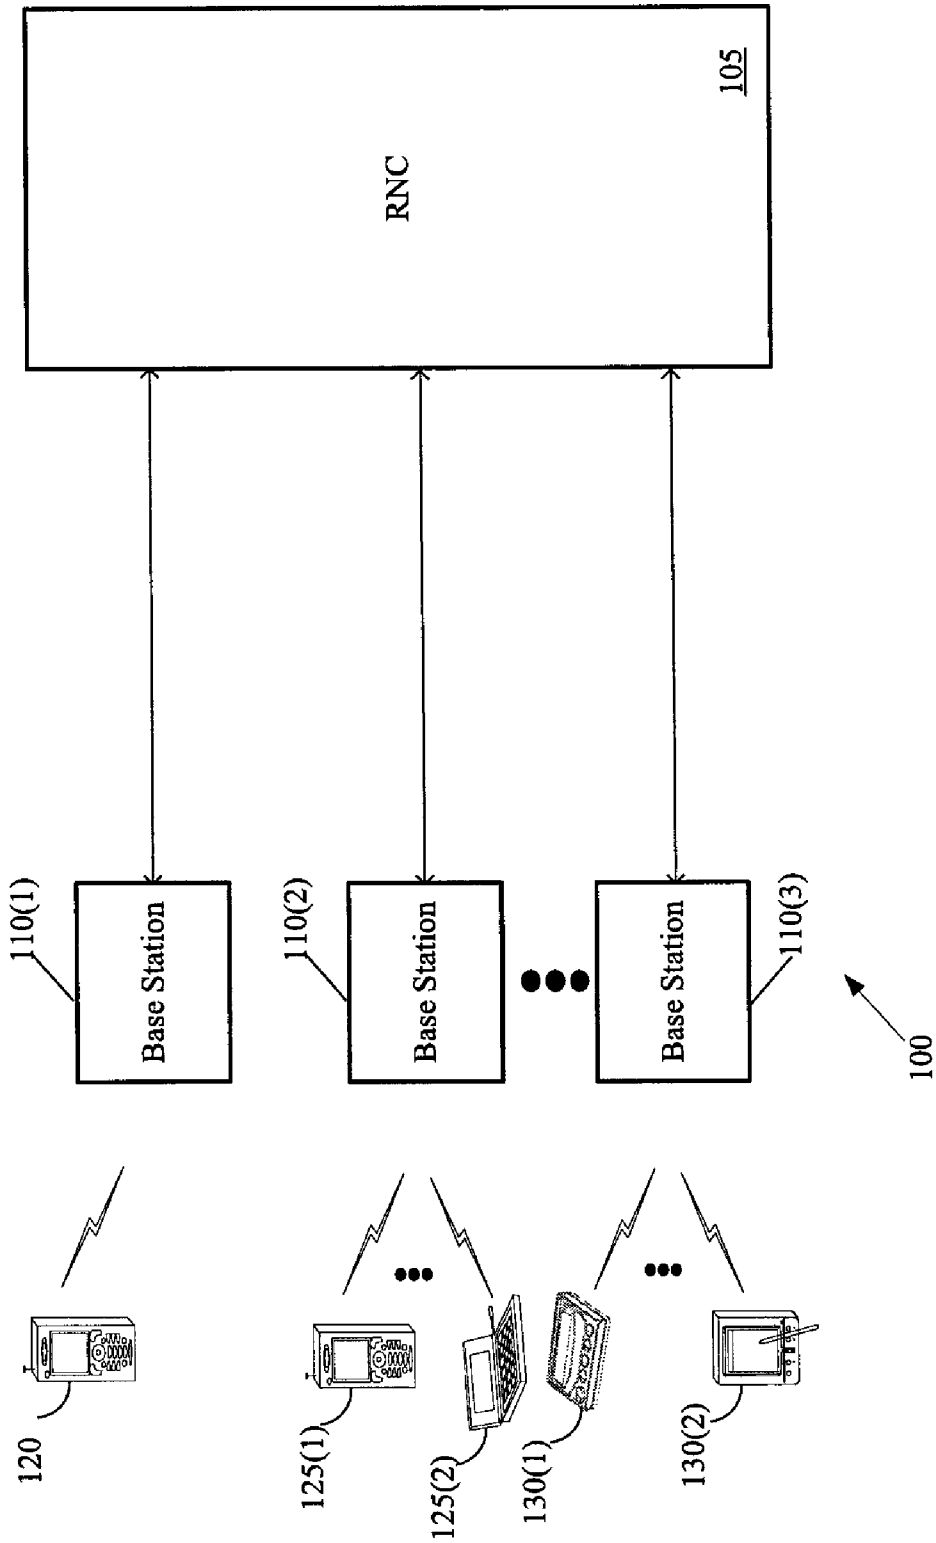 RNC
105
110(1)
Base Station
110(2)
Base Station
110(3)
Base Station
100
120
125(1)
125(2)
130(1)
130(2)